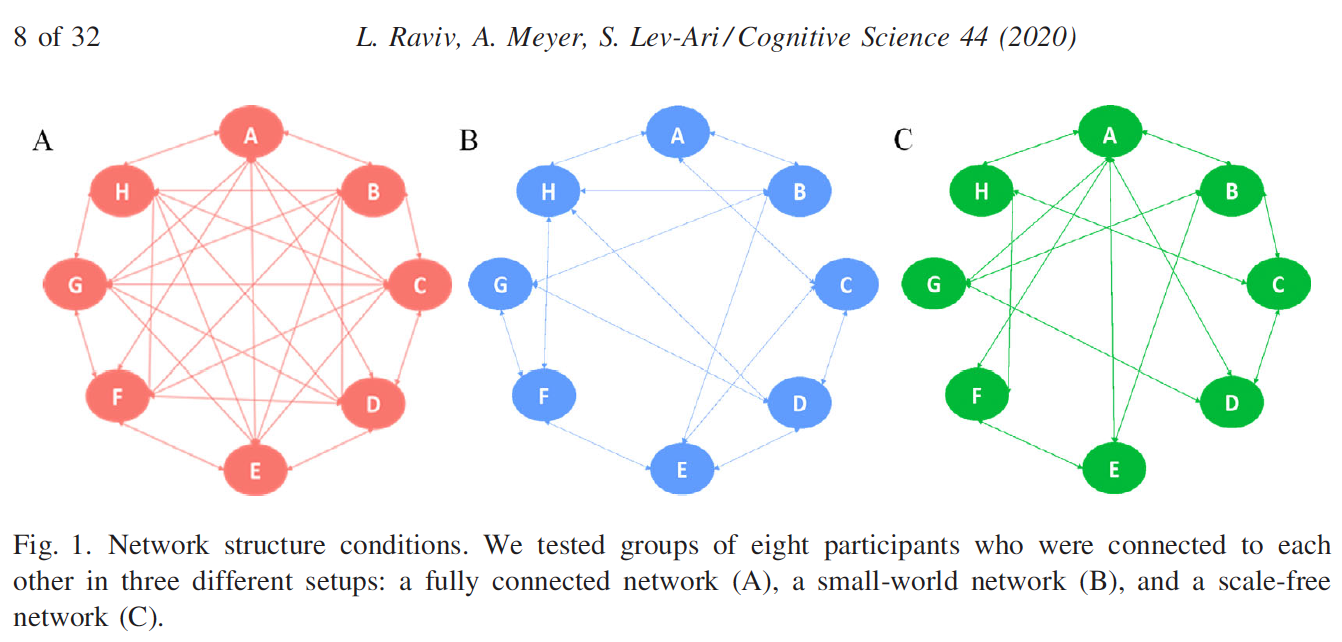 8 of 32 L. Raviv, A. Meyer, S. Lev-Ari / Cognitive Science 44 (2020)
A B C
A A A
H B H B H B
G C G C G C
F D F D F D
E E E
Fig. 1. Network structure conditions. We tested groups of eight participants who were connected to each
other in three different setups: a fully connected network (A), a small-world network (B), and a scale-free
network (C).